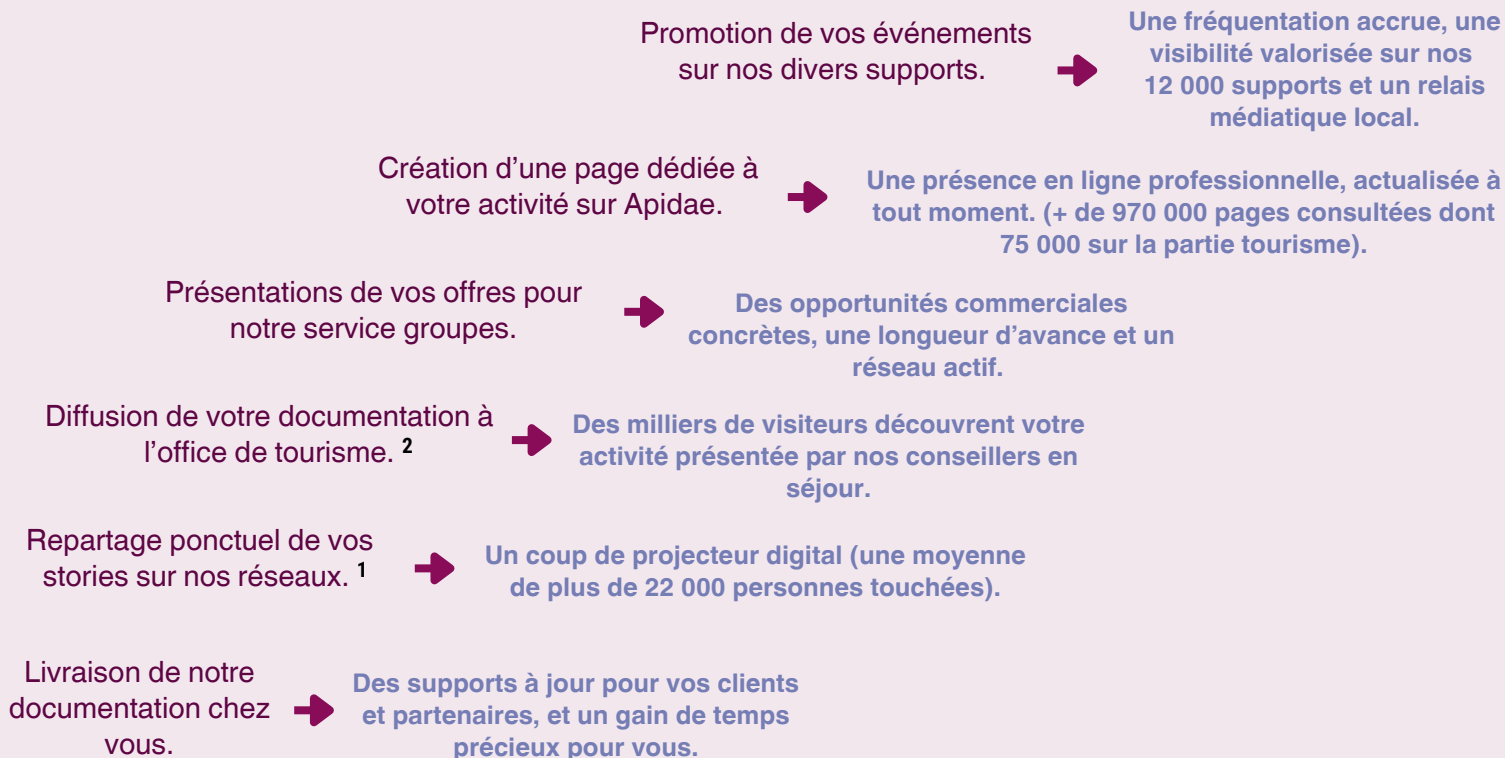 Promotion de vos événements
sur nos divers supports.
Une fréquentation accrue, une
visibilité valorisée sur nos
12 000 supports et un relais
médiatique local.
Création d’une page dédiée à
votre activité sur Apidae.
Une présence en ligne professionnelle, actualisée à
tout moment. (+ de 970 000 pages consultées dont
75 000 sur la partie tourisme).
Présentations de vos offres pour
notre service groupes.
Des opportunités commerciales
concrètes, une longueur d’avance et un
réseau actif.
Diffusion de votre documentation à
l’office de tourisme. 2
Des milliers de visiteurs découvrent votre
activité présentée par nos conseillers en
séjour.
Repartage ponctuel de vos
stories sur nos réseaux. 1
Un coup de projecteur digital (une moyenne
de plus de 22 000 personnes touchées).
Livraison de notre
documentation chez
vous.
Des supports à jour pour vos clients
et partenaires, et un gain de temps
précieux pour vous.